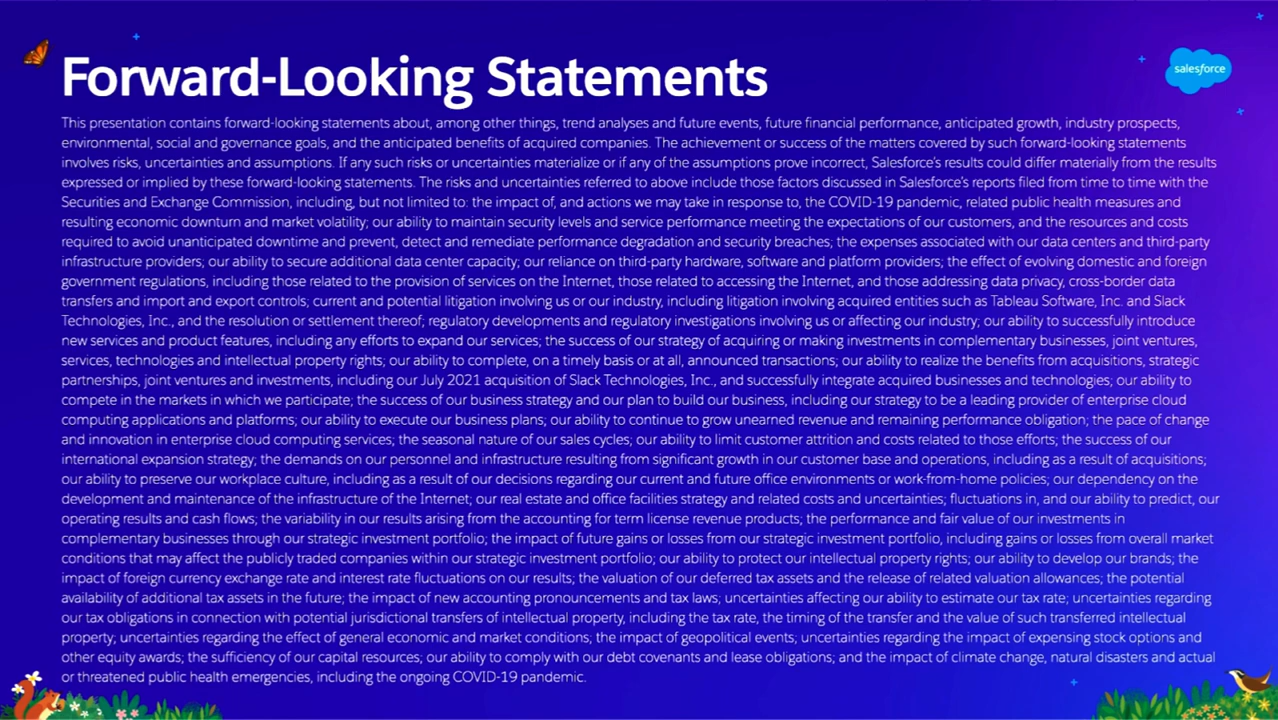 Forward-Looking Statements
salesforce
This presentation contains forward-looking statements about, among other things, trend analyses and future events, future financial performance, anticipated growth, industry prospects,
environmental, social and governance goals, and the anticipated benefits of acquired companies. The achievement or success of the matters covered by such forward-looking statements
involves risks, uncertainties and assumptions. If any such risks or uncertainties materialize or if any of the assumptions prove incorrect, Salesforce's results could differ materially from the results
expressed or implied by these forward-looking statements. The risks and uncertainties referred to above include those factors discussed in Salesforce's reports filed from time to time with the
Securities and Exchange Commission, including, but not limited to: the impact of, and actions we may take in response to, the COVID-19 pandemic, related public health measures and
resulting economic downturn and market volatility; our ability to maintain security levels and service performance meeting the expectations of our customers, and the resources and costs
required to avoid unanticipated downtime and prevent, detect and remediate performance degradation and security breaches; the expenses associated with our data centers and third-party
infrastructure providers; our ability to secure additional data center capacity; our reliance on third-party hardware, software and platform providers; the effect of evolving domestic and foreign
government regulations, including those related to the provision of services on the Internet, those related to accessing the Internet, and those addressing data privacy, cross-border data
transfers and import and export controls; current and potential litigation involving us or our industry, including litigation involving acquired entities such as Tableau Software, Inc. and Slack
Technologies, Inc., and the resolution or settlement thereof; regulatory developments and regulatory investigations involving us or affecting our industry; our ability to successfully introduce
new services and product features, including any efforts to expand our services; the success of our strategy of acquiring or making investments in complementary businesses, joint ventures,
services, technologies and intellectual property rights; our ability to complete, on a timely basis or at all, announced transactions; our ability to realize the benefits from acquisitions, strategic
partnerships, joint ventures and investments, including our July 2021 acquisition of Slack Technologies, Inc., and successfully integrate acquired businesses and technologies; our ability to
compete in the markets in which we participate; the success of our business strategy and our plan to build our business, including our strategy to be a leading provider of enterprise cloud
computing applications and platforms; our ability to execute our business plans; our ability to continue to grow unearned revenue and remaining performance obligation; the pace of change
and innovation in enterprise cloud computing services; the seasonal nature of our sales cycles; our ability to limit customer attrition and costs related to those efforts; the success of our
international expansion strategy; the demands on our personnel and infrastructure resulting from significant growth in our customer base and operations, including as a result of acquisitions;
our ability to preserve our workplace culture, including as a result of our decisions regarding our current and future office environments or work-from-home policies; our dependency on the
development and maintenance of the infrastructure of the Internet; our real estate and office facilities strategy and related costs and uncertainties; fluctuations in, and our ability to predict, our
operating results and cash flows; the variability in our results arising from the accounting for term license revenue products; the performance and fair value of our investments in
complementary businesses through our strategic investment portfolio; the impact of future gains or losses from our strategic investment portfolio, including gains or losses from overall market
conditions that may affect the publicly traded companies within our strategic investment portfolio; our ability to protect our intellectual property rights; our ability to develop our brands; the
impact of foreign currency exchange rate and interest rate fluctuations on our results; the valuation of our deferred tax assets and the release of related valuation allowances; the potential
availability of additional tax assets in the future; the impact of new accounting pronouncements and tax laws; uncertainties affecting our ability to estimate our tax rate; uncertainties regarding
our tax obligations in connection with potential jurisdictional transfers of intellectual property, including the tax rate, the timing of the transfer and the value of such transferred intellectual
property; uncertainties regarding the effect of general economic and market conditions; the impact of geopolitical events; uncertainties regarding the impact of expensing stock options and
other equity awards; the sufficiency of our capital resources; our ability to comply with our debt covenants and lease obligations; and the impact of climate change, natural disasters and actual
or threatened public health emergencies, including the ongoing COVID-19 pandemic.